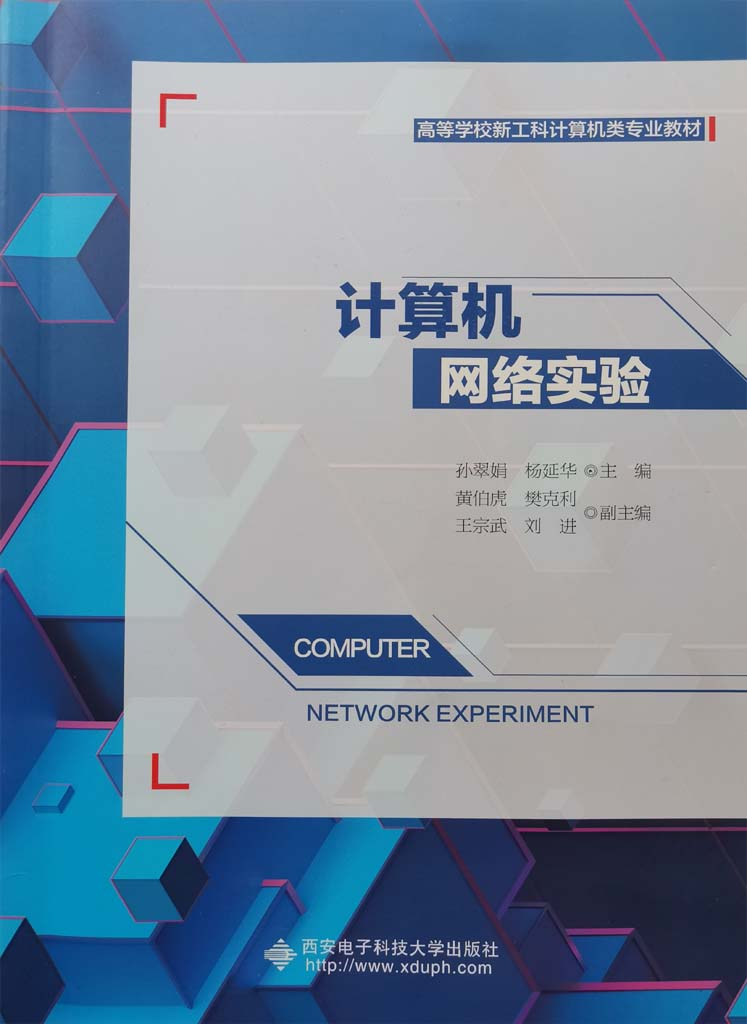 高等学校新工科计算机类专业教材
计算机
网络实验
孙翠娟 杨延华 ◎主 编
黄伯虎 樊克利
王宗武 刘 进 ◎副主编
COMPUTER
NETWORK EXPERIMENT
西安电子科技大学出版社
http://www.xduph.com